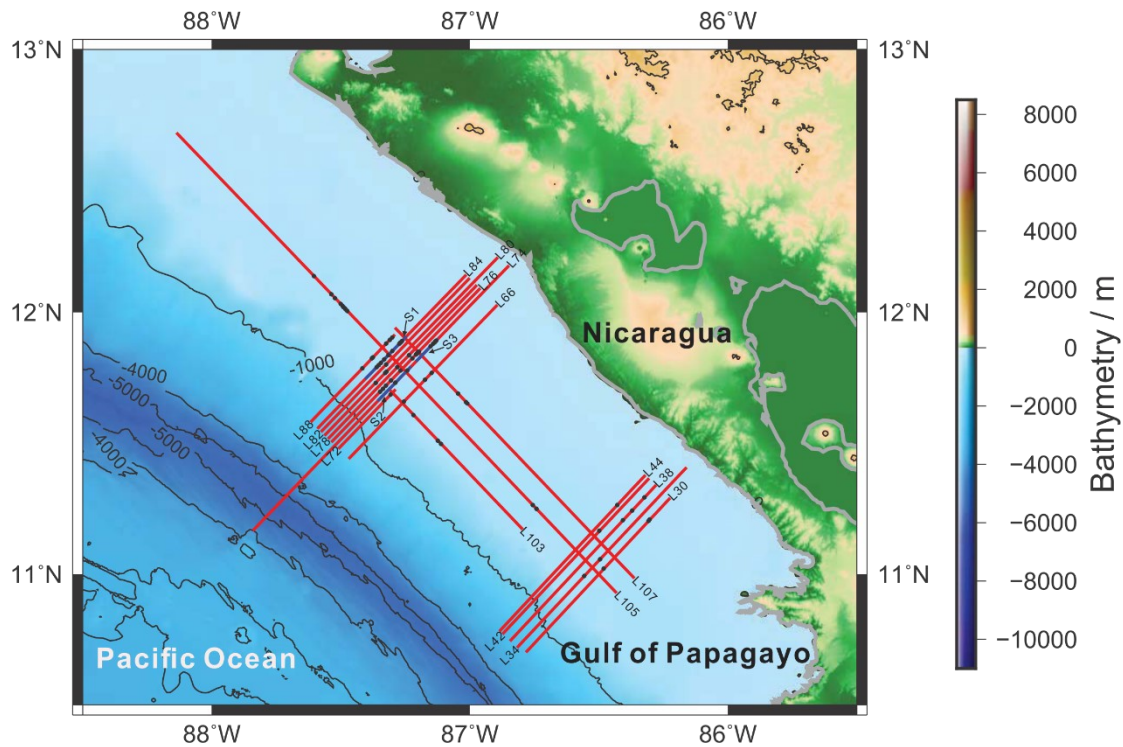 88°W 87°W 86°W
13°N 13°N
8000
6000
4000
2000
0
−2000
−4000
−6000
−8000
−10000
Bathymetry / m
12°N 12°N
11°N 11°N
L84
L80
L76
L74
L66
S1
S3
S2
Nicaragua
-1000
-4000
-5000
-5000
-4000
L88
L82
L78
L72
L44
L38
L30
L103
L107
L105
L42
L34
Pacific Ocean
Gulf of Papagayo
88°W 87°W 86°W